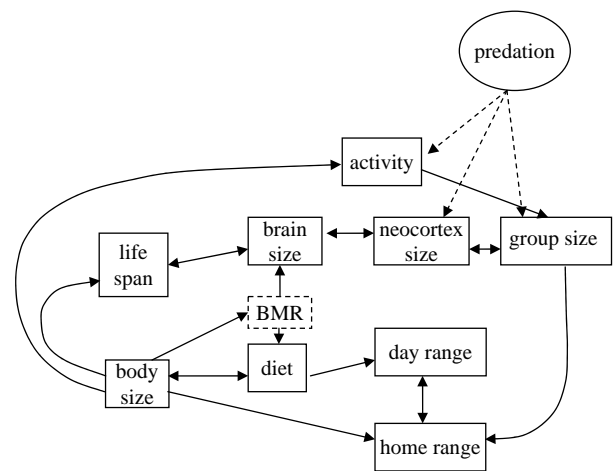 predation
activity
life
span
brain
size
neocortex
size
group size
BMR
body
size
diet
day range
home range